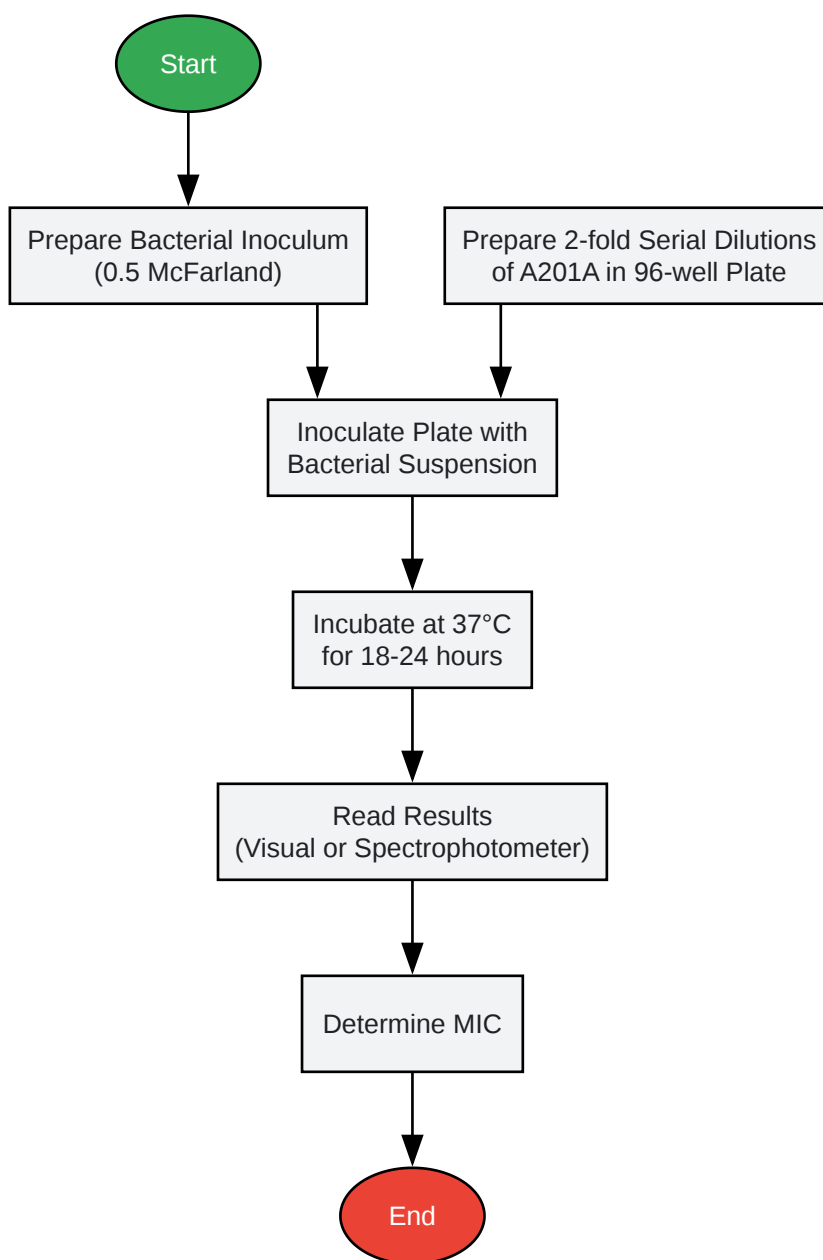 Start
Prepare Bacterial Inoculum
(0.5 McFarland)
Prepare 2-fold Serial Dilutions
of A201A in 96-well Plate
Inoculate Plate with
Bacterial Suspension
Incubate at 37°C
for 18-24 hours
Read Results
(Visual or Spectrophotometer)
Determine MIC
End